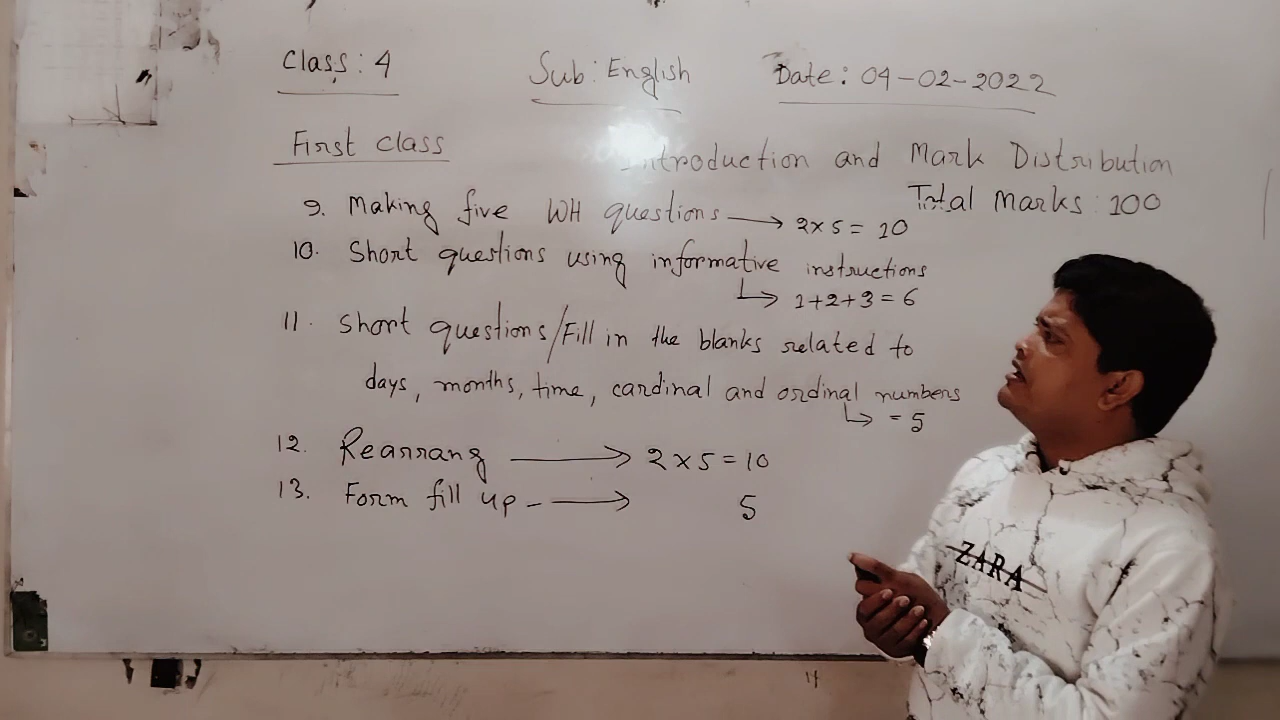 Class: 4 Sub: English Date: 04-02-2022
First class Introduction and Mark Distribution
Total Marks: 100
9. Making five WH questions → 2×5 = 10
10. Short questions using informative instructions
↳ 1+2+3 = 6
11. Short questions/Fill in the blanks related to
days, months, time, cardinal and ordinal numbers
↳ = 5
12. Rearrang → 2×5 = 10
13. Form fill up - → 5
ZARA